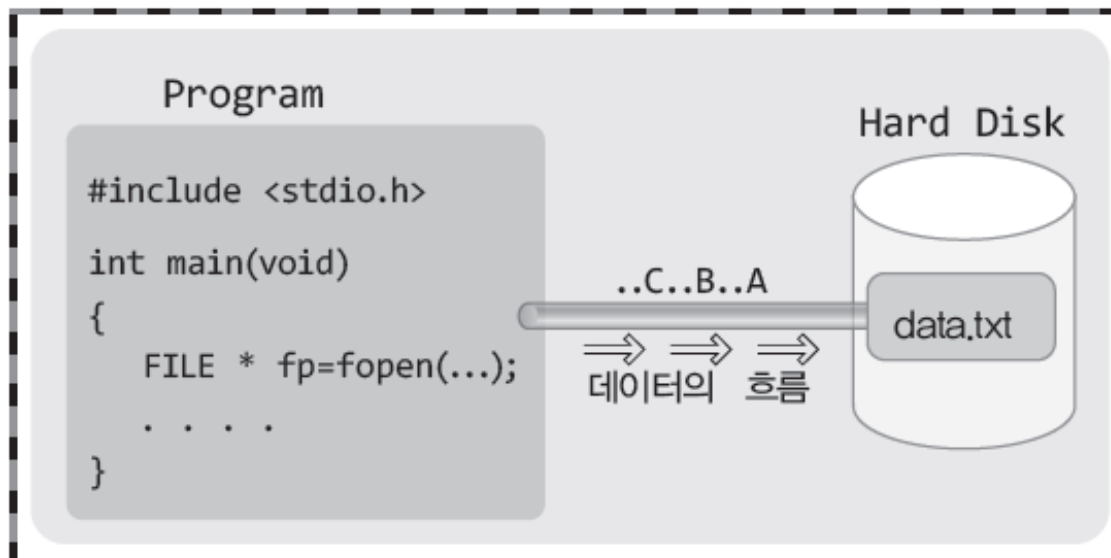 Program
#include <stdio.h>
int main(void)
{
FILE * fp=fopen(...);
. . . .
}
..C..B..A
데이터의 흐름
Hard Disk
data.txt